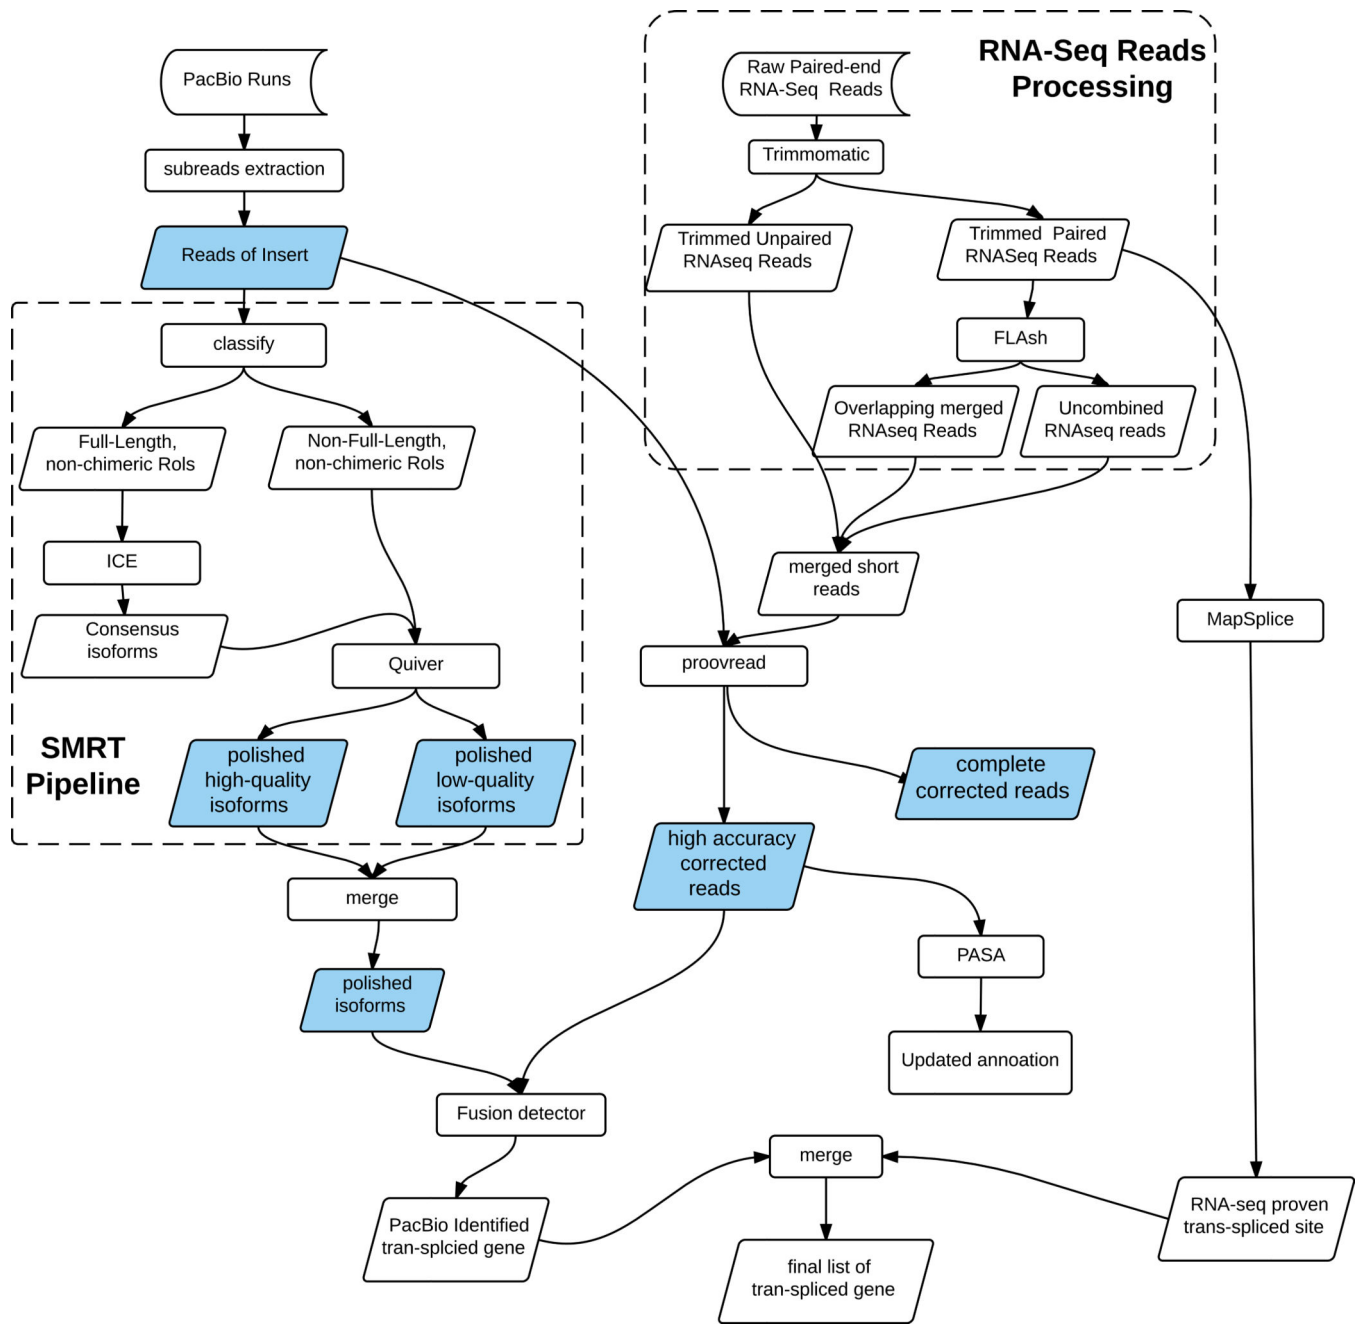 PacBio Runs
subreads extraction
Reads of Insert
classify
Full-Length,
non-chimeric RoIs
Non-Full-Length,
non-chimeric RoIs
ICE
Consensus
isoforms
Quiver
SMRT
Pipeline
polished
high-quality
isoforms
polished
low-quality
isoforms
merge
polished
isoforms
Fusion detector
PacBio Identified
tran-splcied gene
RNA-Seq Reads
Processing
Raw Paired-end
RNA-Seq Reads
Trimmomatic
Trimmed Unpaired
RNAseq Reads
Trimmed Paired
RNASeq Reads
FLAsh
Overlapping merged
RNAseq Reads
Uncombined
RNAseq reads
merged short
reads
proovread
MapSplice
complete
corrected reads
high accuracy
corrected
reads
PASA
Updated annoation
merge
RNA-seq proven
trans-spliced site
final list of
tran-spliced gene